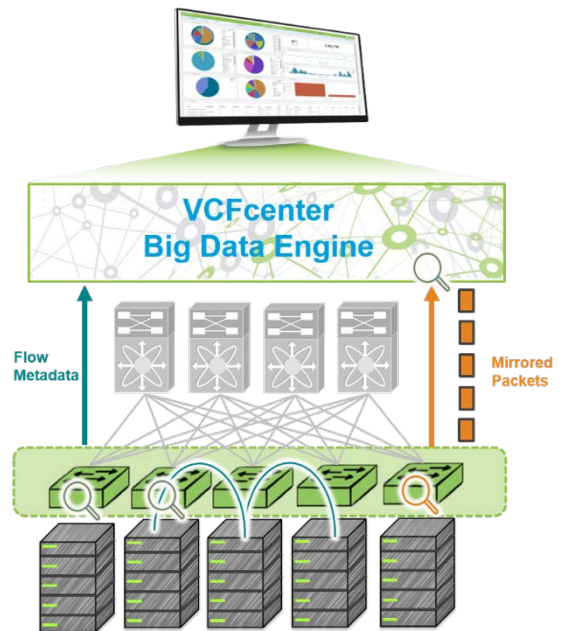 VCFcenter
Big Data Engine
Flow
Metadata
Mirrored
Packets